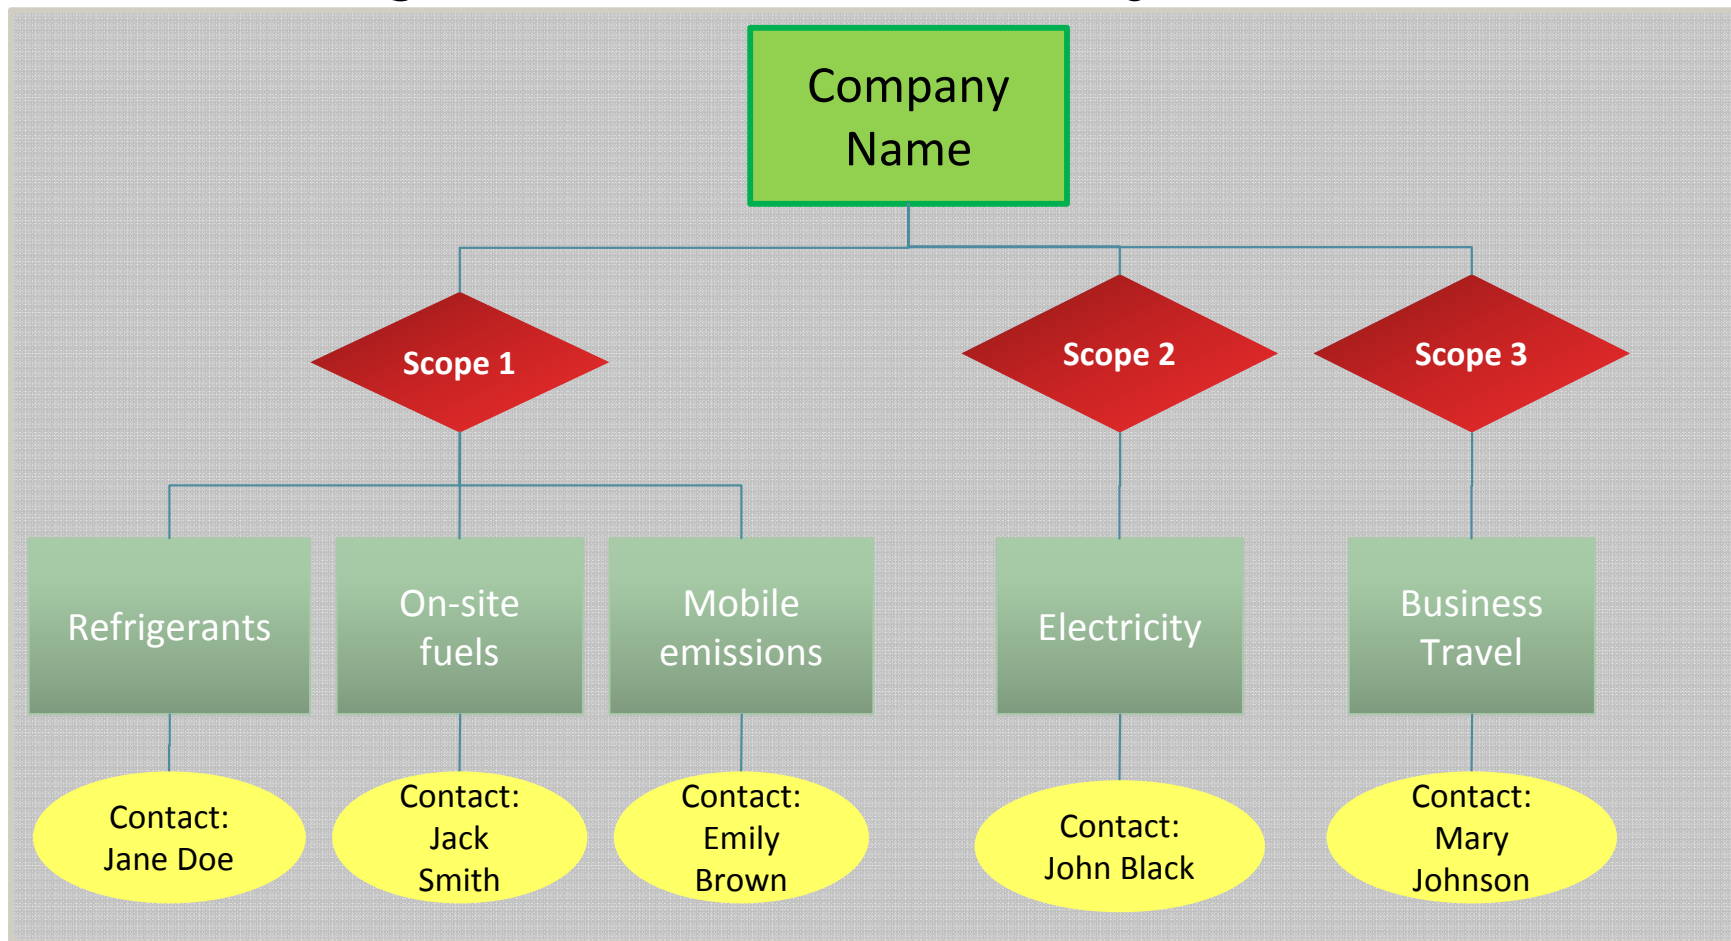 Company
Name
Scope 1
Scope 2
Scope 3
Refrigerants
On-site
fuels
Mobile
emissions
Electricity
Business
Travel
Contact:
Jane Doe
Contact:
Jack
Smith
Contact:
Emily
Brown
Contact:
John Black
Contact:
Mary
Johnson